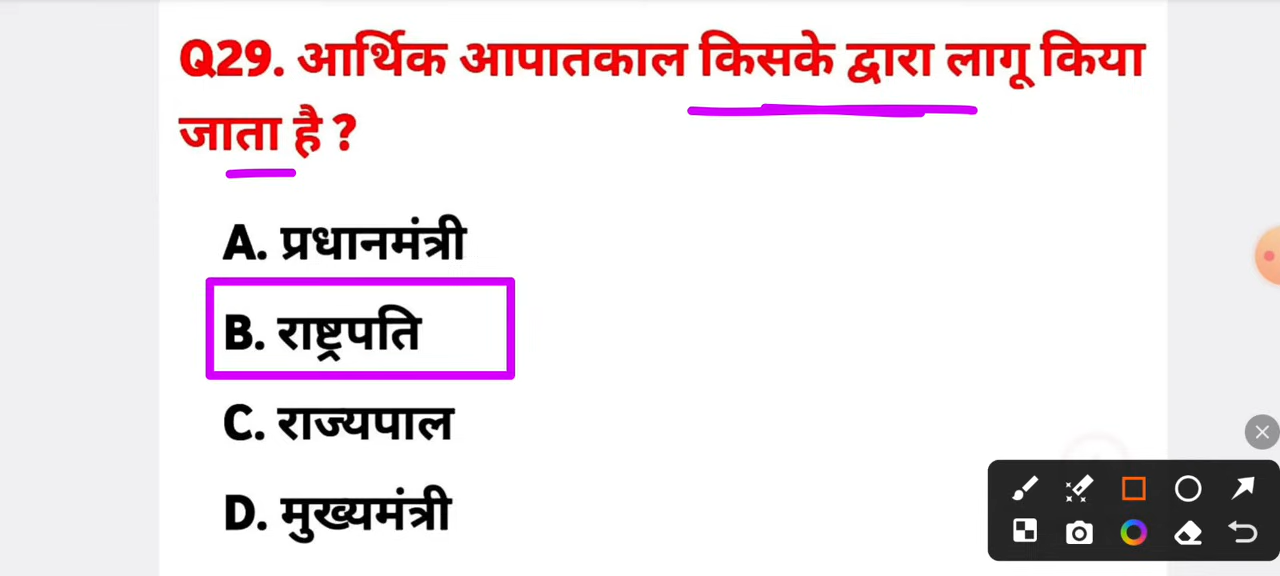 Q29. आर्थिक आपातकाल किसके द्वारा लागू किया
जाता है ?
A. प्रधानमंत्री
B. राष्ट्रपति
C. राज्यपाल
D. मुख्यमंत्री